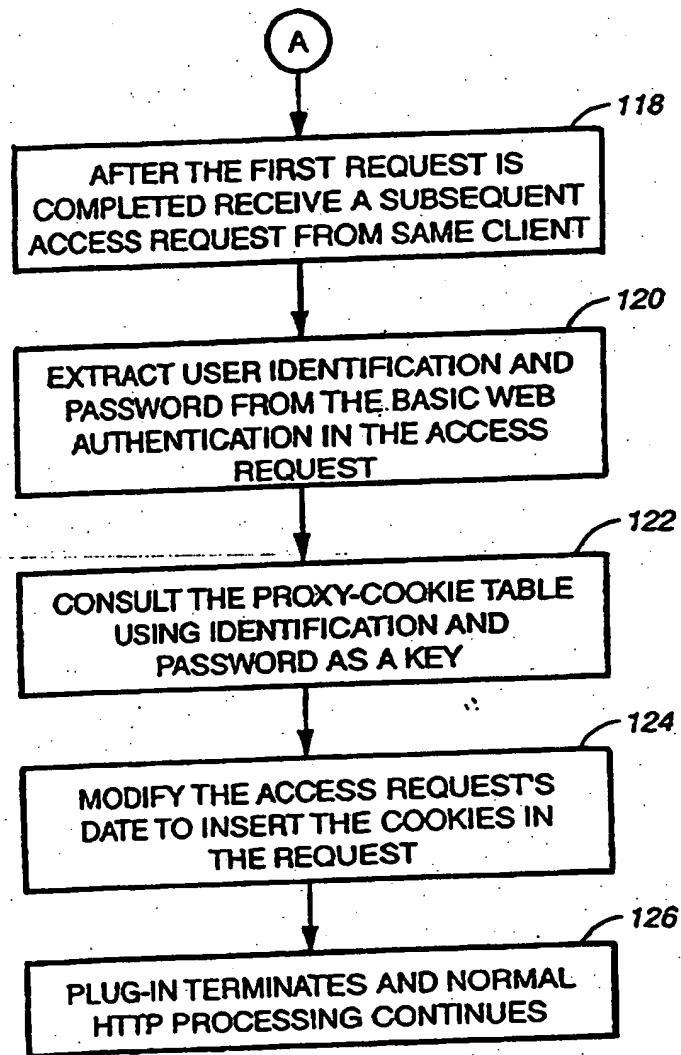 A
118
AFTER THE FIRST REQUEST IS
COMPLETED RECEIVE A SUBSEQUENT
ACCESS REQUEST FROM SAME CLIENT
120
EXTRACT USER IDENTIFICATION AND
PASSWORD FROM THE BASIC WEB
AUTHENTICATION IN THE ACCESS
REQUEST
122
CONSULT THE PROXY-COOKIE TABLE
USING IDENTIFICATION AND
PASSWORD AS A KEY
124
MODIFY THE ACCESS REQUEST'S
DATE TO INSERT THE COOKIES IN
THE REQUEST
126
PLUG-IN TERMINATES AND NORMAL
HTTP PROCESSING CONTINUES